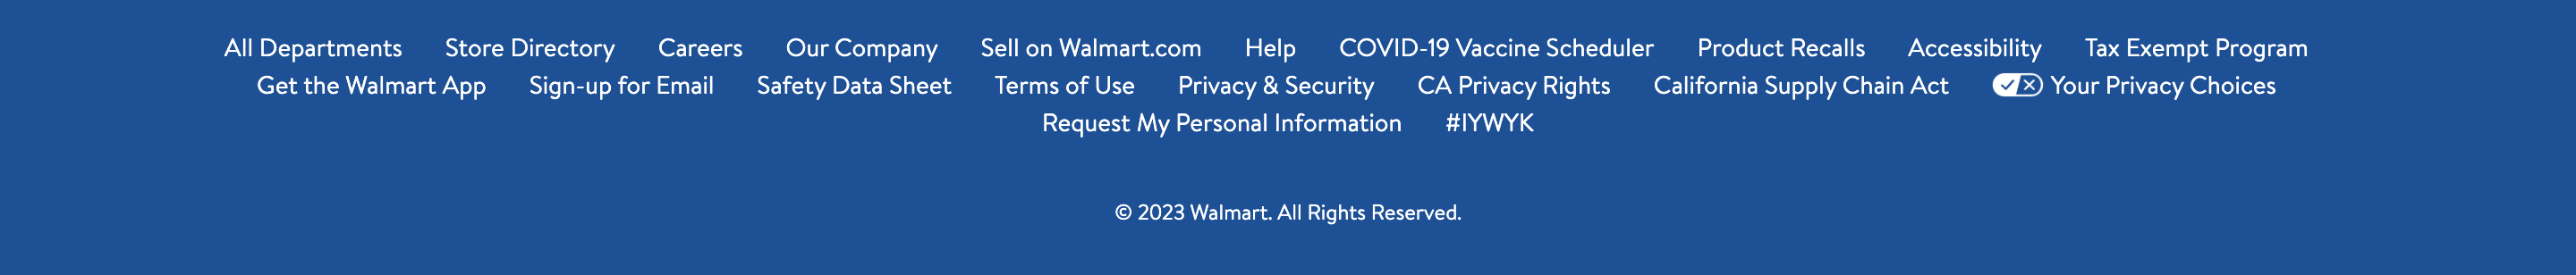 All Departments Store Directory Careers Our Company Sell on Walmart.com Help COVID-19 Vaccine Scheduler Product Recalls Accessibility Tax Exempt Program
Get the Walmart App Sign-up for Email Safety Data Sheet Terms of Use Privacy & Security CA Privacy Rights California Supply Chain Act Your Privacy Choices
Request My Personal Information #IYWYK
© 2023 Walmart. All Rights Reserved.